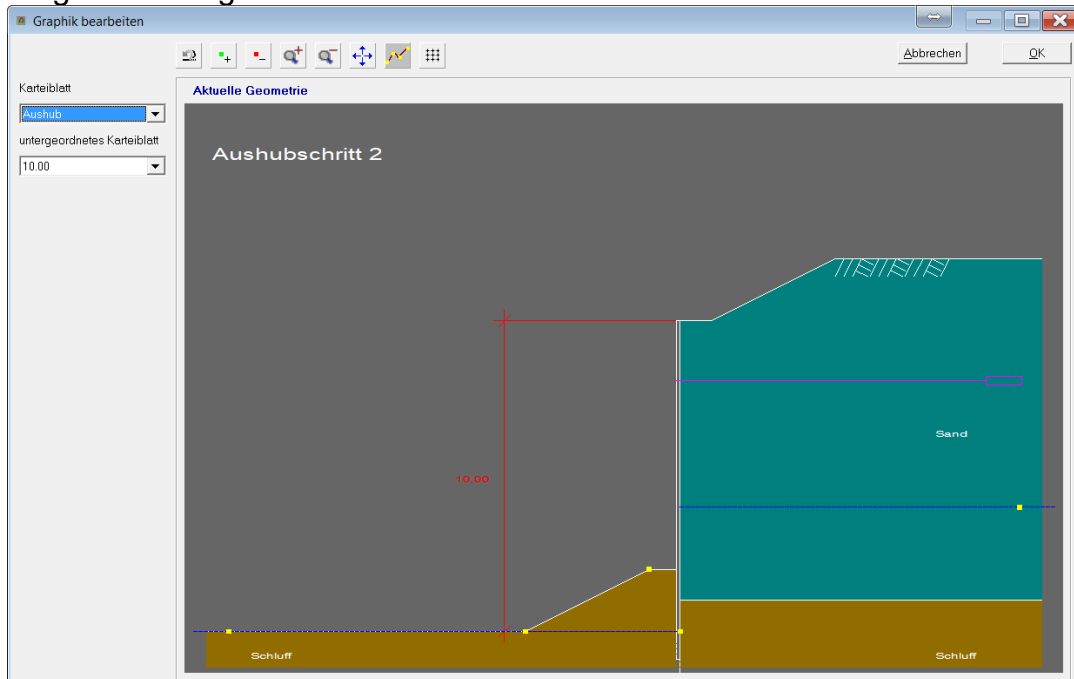 Graphik bearbeiten
Abbrechen
OK
Karteiblatt
Aushub
untergeordnetes Karteiblatt
10.00
Aktuelle Geometrie
Aushubschritt 2
Sand
10,00
Schluff
Schluff